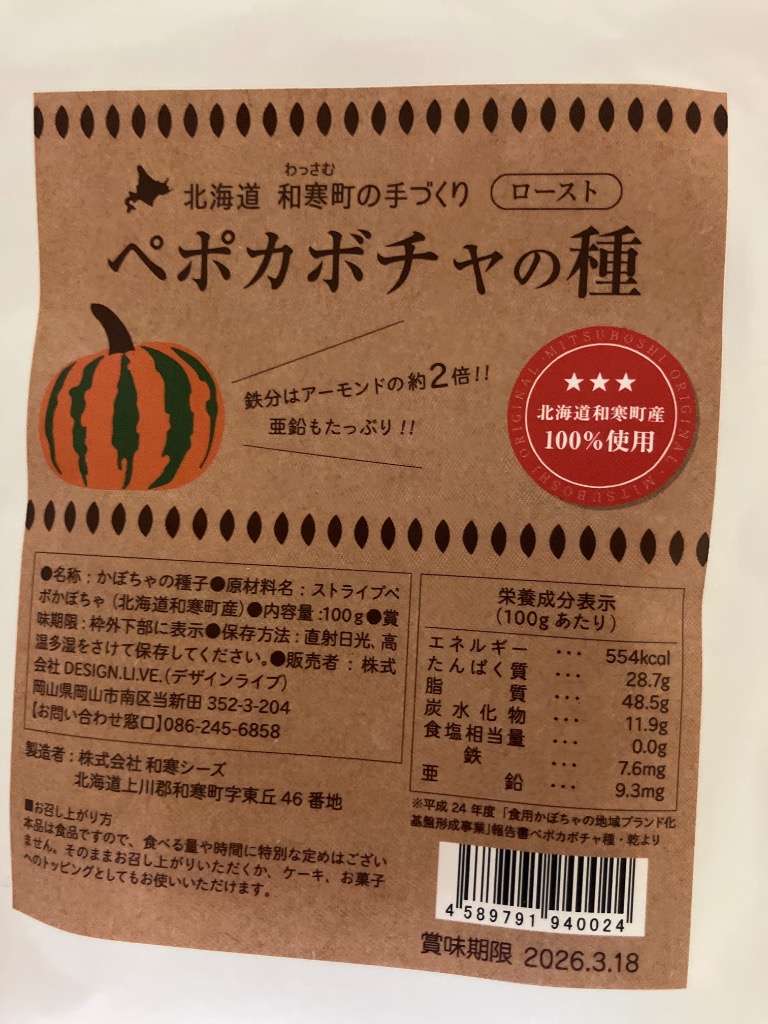 わっさむ
北海道 和寒町の手づくり ロースト
ペポカボチャの種
鉄分はアーモンドの約2倍!!
亜鉛もたっぷり!!
MITSUBOSHI ORIGINAL・MITSUBOSHI ORIGINAL・
★★★
北海道和寒町産
100%使用
●名称:かぼちゃの種子●原材料名:ストライプペ
ポかぼちゃ(北海道和寒町産)●内容量:100g●賞
味期限:枠外下部に表示●保存方法:直射日光、高
温多湿をさけて保存してください。●販売者:株式
会社DESIGN.LI.VE.(デザインライブ)
岡山県岡山市南区当新田 352-3-204
【お問い合わせ窓口】086-245-6858
製造者:株式会社 和寒シーズ
北海道上川郡和寒町字東丘 46 番地
■お召し上がり方
本品は食品ですので、食べる量や時間に特別な定めはござい
ません。そのままお召し上がりいただくか、ケーキ、お菓子
へのトッピングとしてもお使いいただけます。
栄養成分表示
(100gあたり)
エネルギー … 554kcal
たんぱく質 … 28.7g
脂質 … 48.5g
炭水化物 … 11.9g
食塩相当量 … 0.0g
鉄 … 7.6mg
亜鉛 … 9.3mg
※平成 24 年度「食用かぼちゃの地域ブランド化
基盤形成事業」報告書ペポカボチャ種・乾より
4 589791 940024
賞味期限 2026.3.18